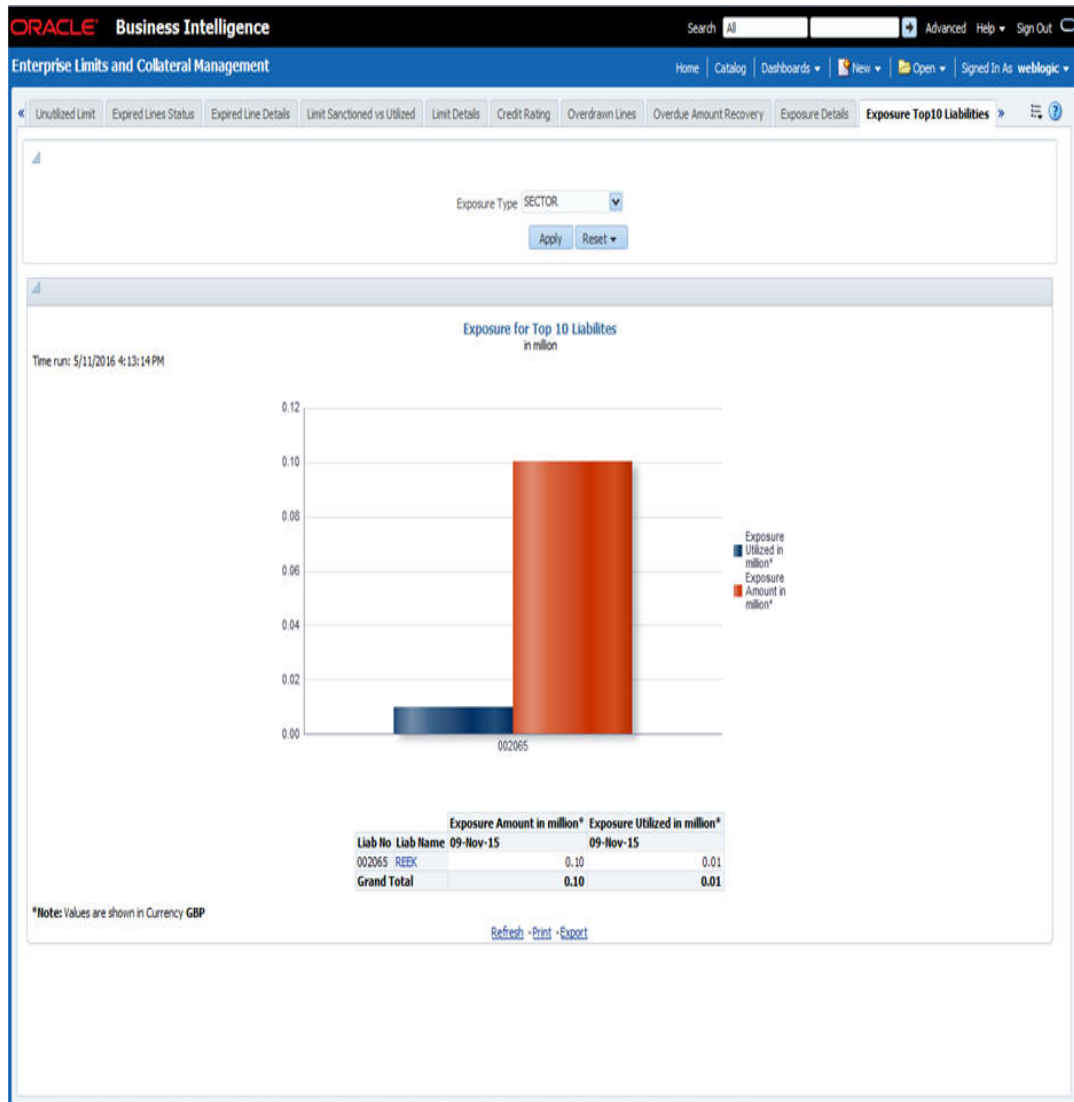 ORACLE Business Intelligence Search All Advanced Help Sign Out
Enterprise Limits and Collateral Management Home Catalog Dashboards New Open Signed In As weblogic
« Unutilized Limit Expired Lines Status Expired Line Details Limit Sanctioned vs Utilized Limit Details Credit Rating Overdrawn Lines Overdue Amount Recovery Exposure Details Exposure Top10 Liabilities »
Exposure Type SECTOR
Apply Reset
Exposure for Top 10 Liabilites
in million
Time run: 5/11/2016 4:13:14 PM
0.12
0.10
0.08
0.06
0.04
0.02
0.00
002065
Exposure
Utilized in
million*
Exposure
Amount in
million*
Exposure Amount in million* Exposure Utilized in million*
Liab No Liab Name 09-Nov-15 09-Nov-15
002065 REEK 0.10 0.01
Grand Total 0.10 0.01
*Note: Values are shown in Currency GBP
Refresh - Print - Export